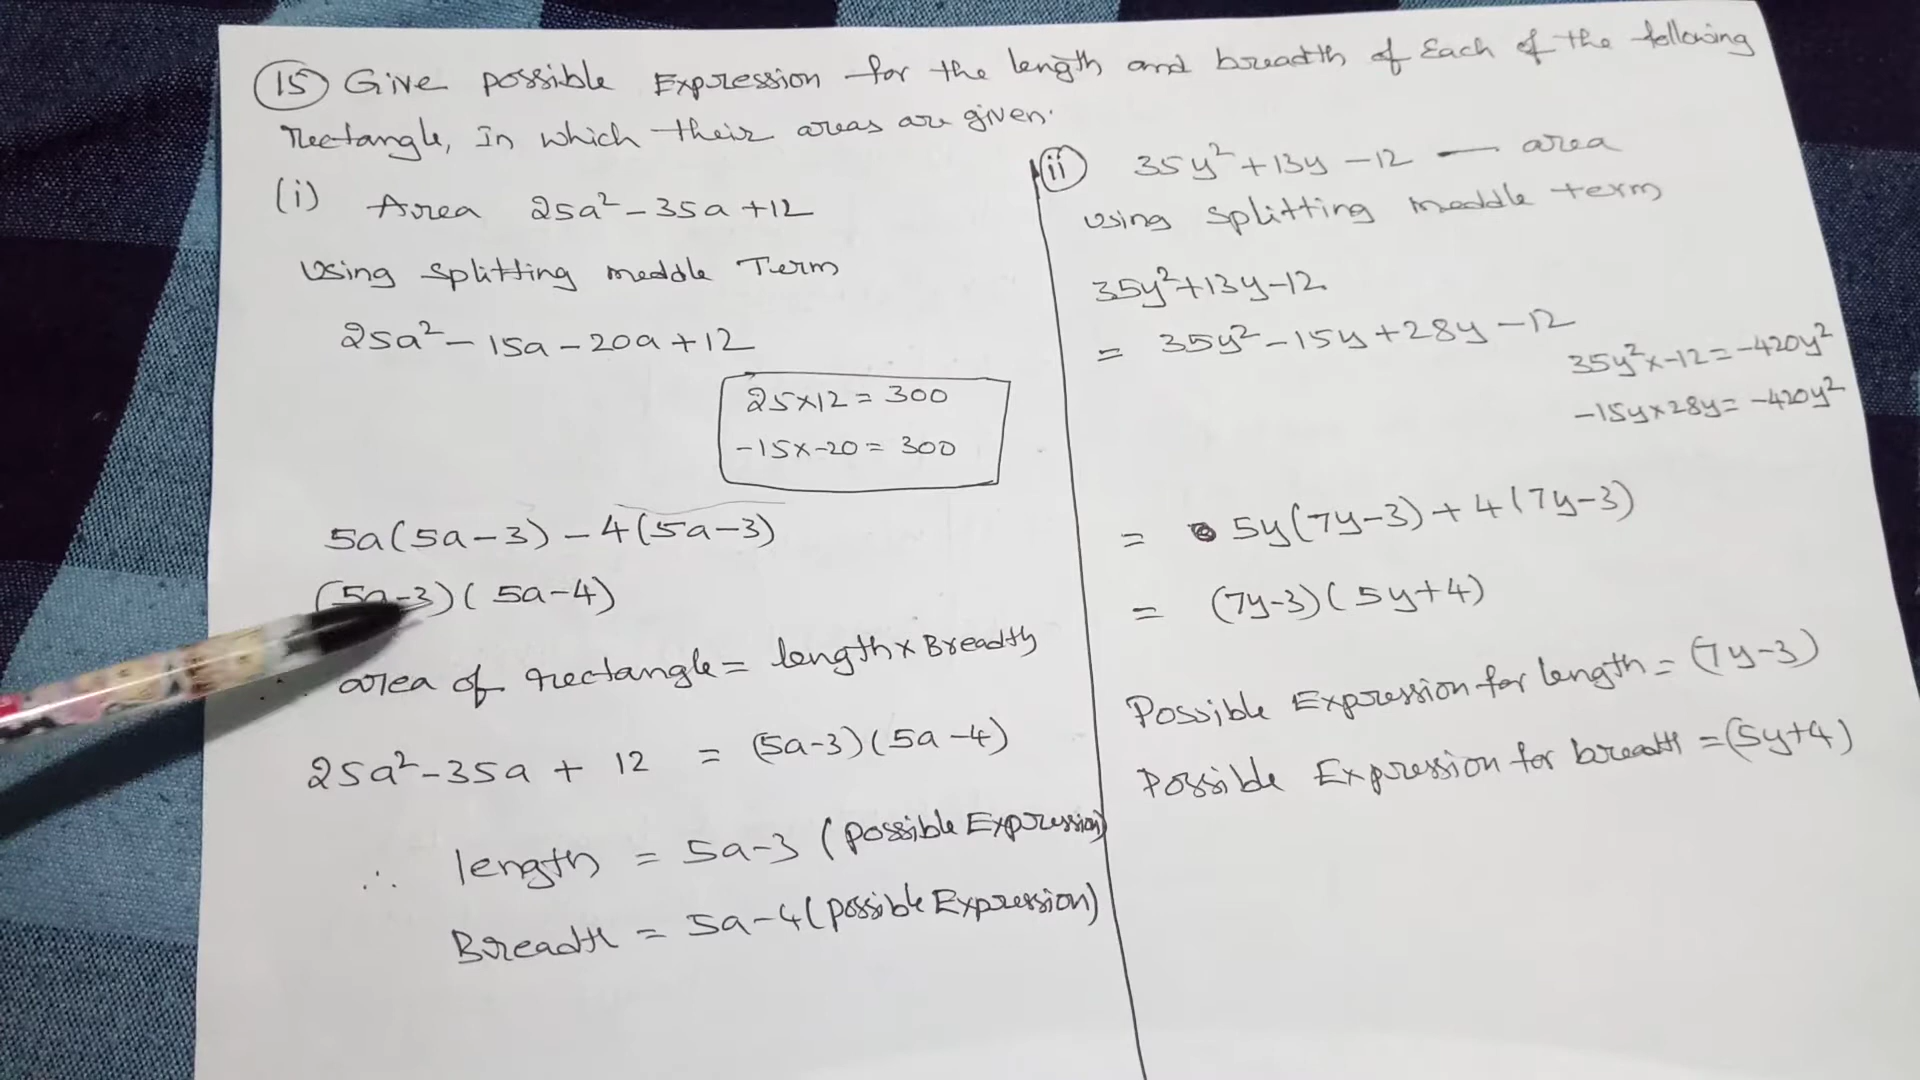 15 Give possible Expression for the length and breadth of Each of the following
Rectangle, In which their areas are given.
(i) Area 25a² - 35a + 12
Using splitting meddle Term
25a² - 15a - 20a + 12
25×12 = 300
-15×-20 = 300
5a(5a-3) - 4(5a-3)
(5a-3)(5a-4)
area of rectangle = length × Breadth
25a² - 35a + 12 = (5a-3)(5a-4)
∴ length = 5a-3 (possible Expression)
Breadth = 5a-4 (possible Expression)
ii 35y² + 13y - 12 — area
using splitting meddle term
35y² + 13y - 12
= 35y² - 15y + 28y - 12
35y² × -12 = -420y²
-15y × 28y = -420y²
= 5y(7y-3) + 4(7y-3)
= (7y-3)(5y+4)
Possible Expression for length = (7y-3)
Possible Expression for breadth = (5y+4)